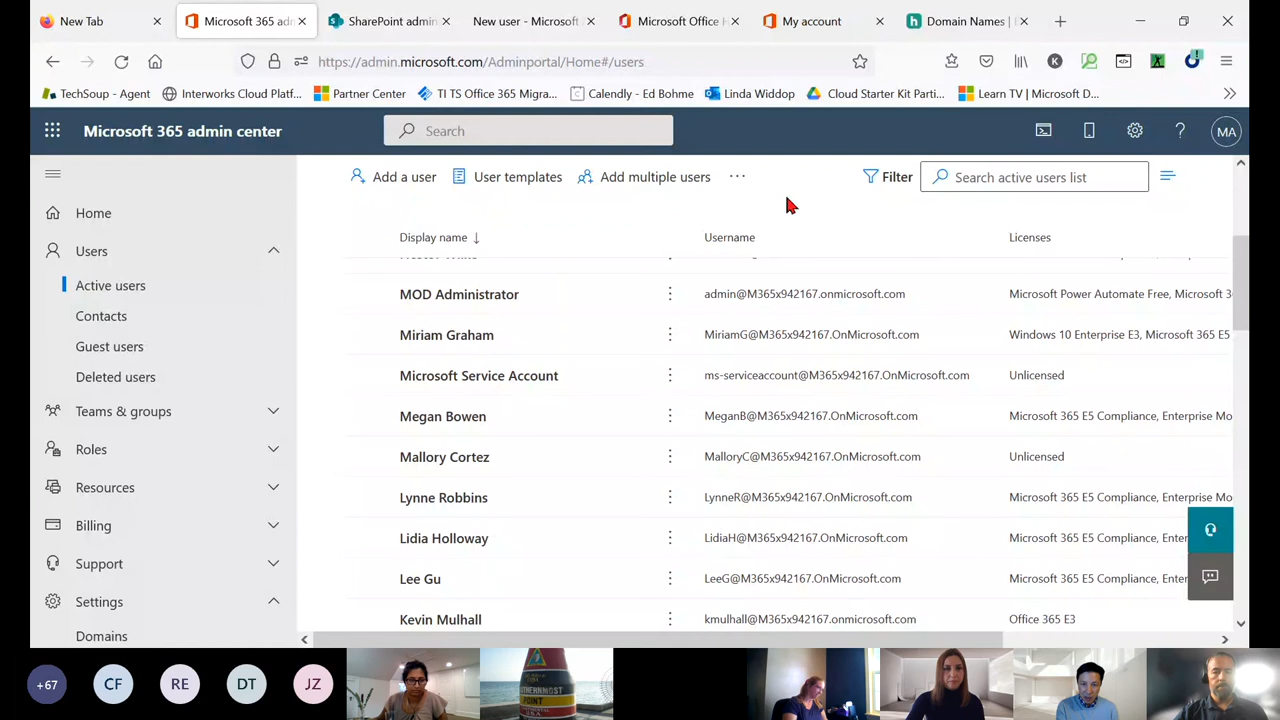 New Tab
Microsoft 365 adm
SharePoint admin
New user - Microsoft
Microsoft Office
My account
Domain Names |
https://admin.microsoft.com/Adminportal/Home#/users
K
TechSoup - Agent
Interworks Cloud Platf...
Partner Center
TI TS Office 365 Migra...
Calendly - Ed Bohme
Linda Widdop
Cloud Starter Kit Parti...
Learn TV | Microsoft D...
Microsoft 365 admin center
Search
MA
Add a user
User templates
Add multiple users
Filter
Search active users list
Home
Users
Active users
Contacts
Guest users
Deleted users
Teams & groups
Roles
Resources
Billing
Support
Settings
Domains
Display name ↓ Username Licenses
MOD Administrator admin@M365x942167.onmicrosoft.com Microsoft Power Automate Free, Microsoft 3
Miriam Graham MiriamG@M365x942167.OnMicrosoft.com Windows 10 Enterprise E3, Microsoft 365 E5
Microsoft Service Account ms-serviceaccount@M365x942167.OnMicrosoft.com Unlicensed
Megan Bowen MeganB@M365x942167.OnMicrosoft.com Microsoft 365 E5 Compliance, Enterprise Mo
Mallory Cortez MalloryC@M365x942167.OnMicrosoft.com Unlicensed
Lynne Robbins LynneR@M365x942167.OnMicrosoft.com Microsoft 365 E5 Compliance, Enterprise Mo
Lidia Holloway LidiaH@M365x942167.OnMicrosoft.com Microsoft 365 E5 Compliance, Enter
Lee Gu LeeG@M365x942167.OnMicrosoft.com Microsoft 365 E5 Compliance, Enter
Kevin Mulhall kmulhall@M365x942167.onmicrosoft.com Office 365 E3
+67
CF
RE
DT
JZ
SOUTHERNMOST
POINT